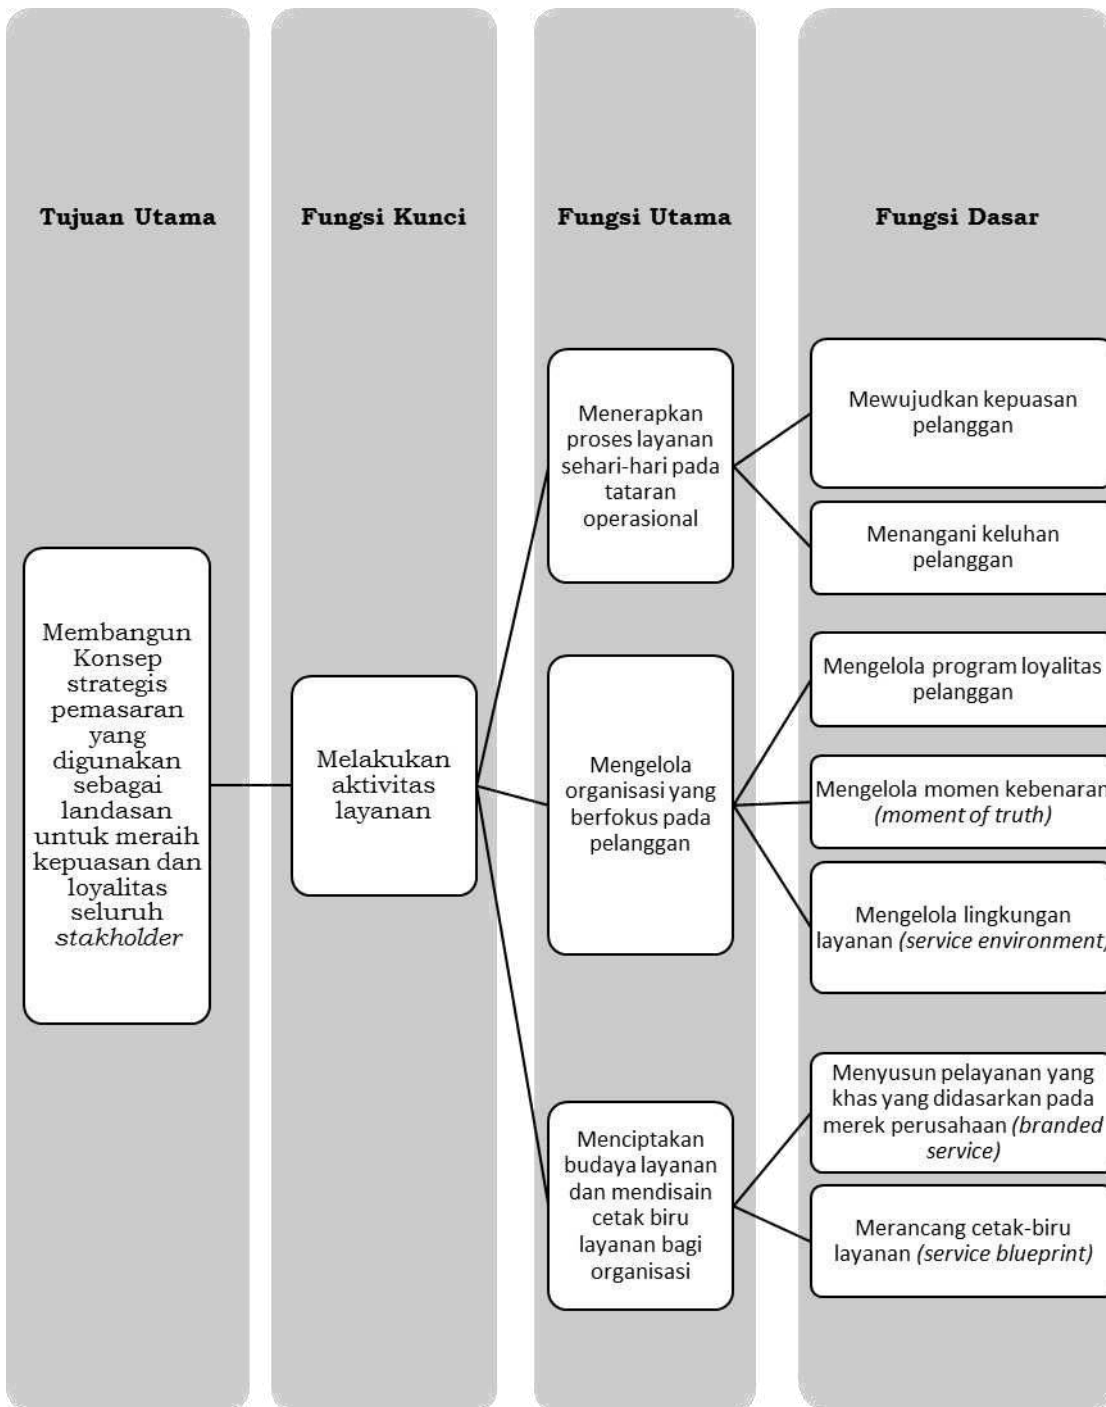 Tujuan Utama
Fungsi Kunci
Fungsi Utama
Fungsi Dasar
Membangun
Konsep
strategis
pemasaran
yang
digunakan
sebagai
landasan
untuk meraih
kepuasan dan
loyalitas
seluruh
stakholder
Melakukan
aktivitas
layanan
Menerapkan
proses layanan
sehari-hari pada
tataran
operasional
Mewujudkan kepuasan
pelanggan
Menangani keluhan
pelanggan
Mengelola
organisasi yang
berfokus pada
pelanggan
Mengelola program loyalitas
pelanggan
Mengelola momen kebenaran
(moment of truth)
Mengelola lingkungan
layanan (service environment)
Menciptakan
budaya layanan
dan mendisain
cetak biru
layanan bagi
organisasi
Menyusun pelayanan yang
khas yang didasarkan pada
merek perusahaan (branded
service)
Merancang cetak-biru
layanan (service blueprint)